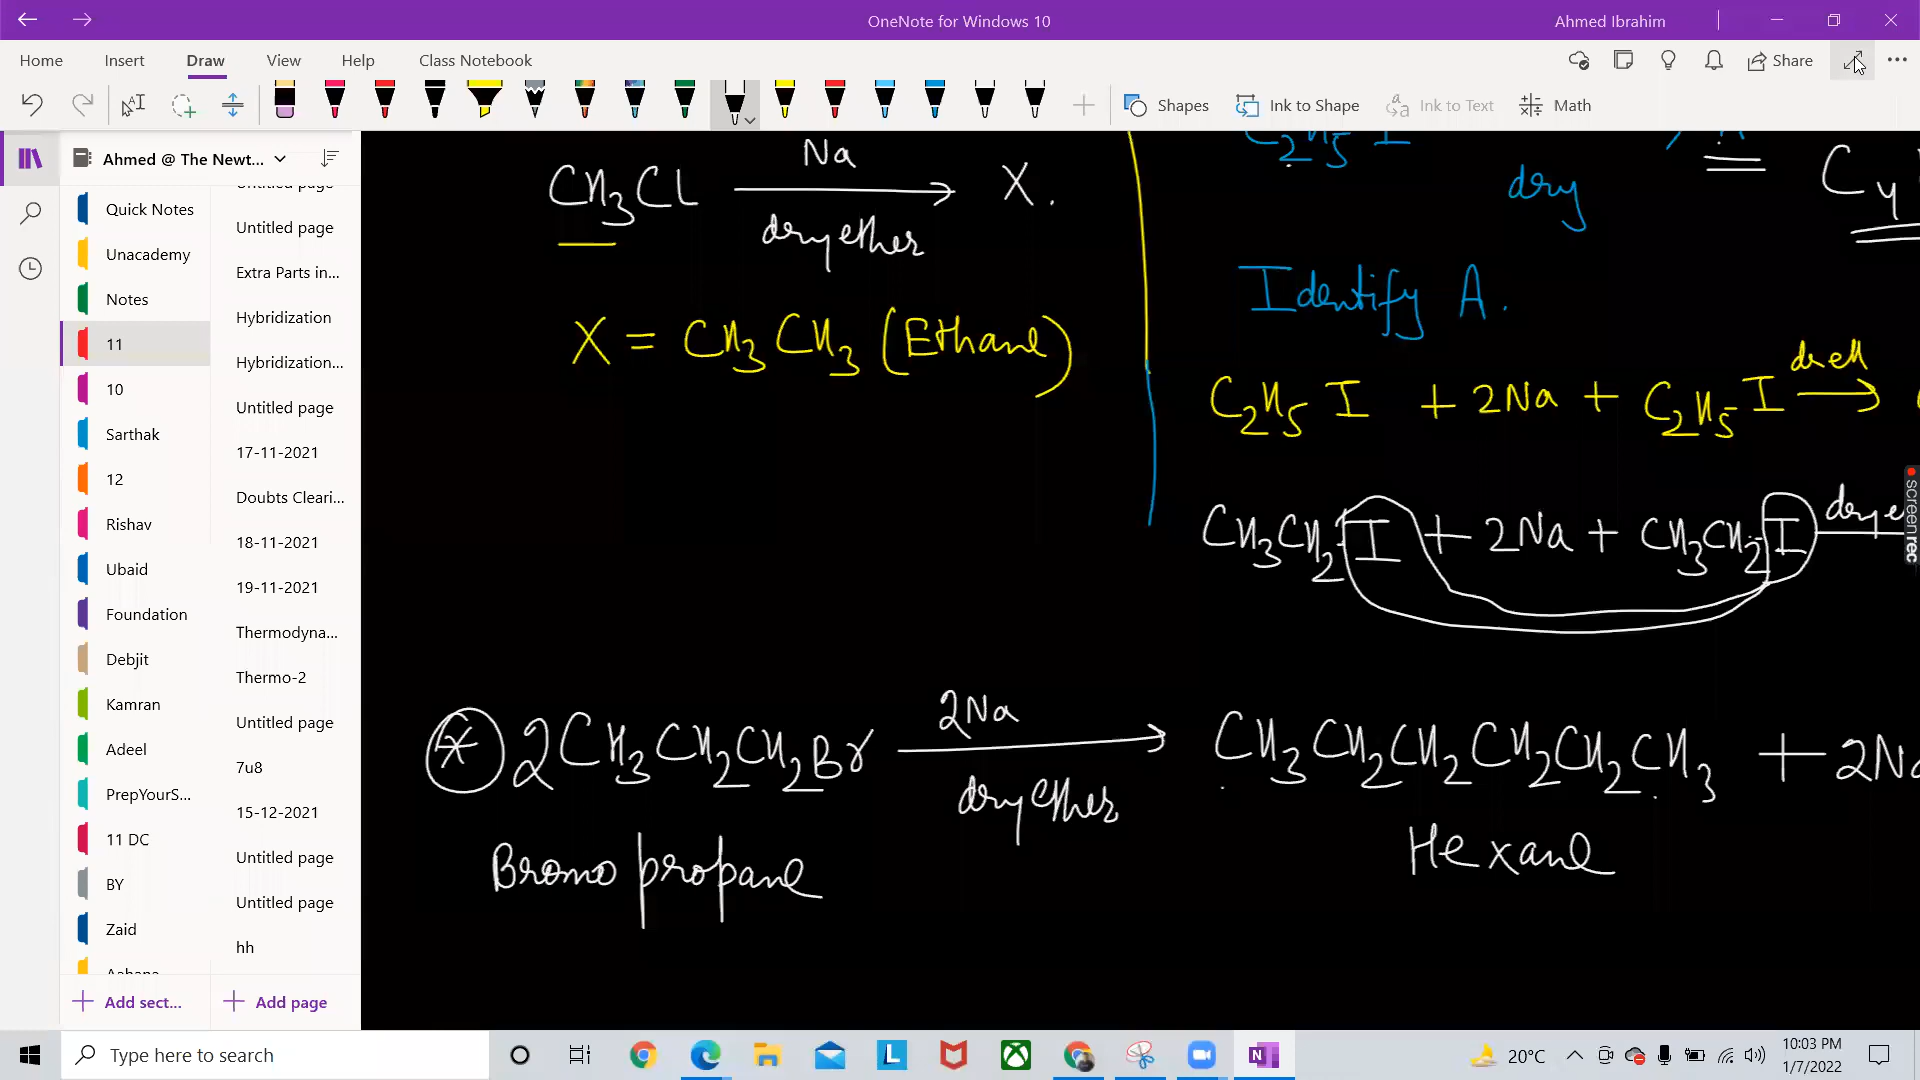 OneNote for Windows 10
Ahmed Ibrahim
Home Insert Draw View Help Class Notebook
Share
Shapes Ink to Shape Ink to Text Math
Ahmed @ The Newt...
Quick Notes
Unacademy
Notes
11
10
Sarthak
12
Rishav
Ubaid
Foundation
Debjit
Kamran
Adeel
PrepYourS...
11 DC
BY
Zaid
Add sect...
Untitled page
Untitled page
Extra Parts in...
Hybridization
Hybridization...
Untitled page
17-11-2021
Doubts Cleari...
18-11-2021
19-11-2021
Thermodyna...
Thermo-2
Untitled page
7u8
15-12-2021
Untitled page
Untitled page
hh
Add page
Na
CH3Cl → X.
dry ether
X = CH3CH3 (Ethane)
C2H5I
dry
C4
Identify A.
C2H5I + 2Na + C2H5I →
CH3CH2I + 2Na + CH3CH2I
dry e
2Na
* 2CH3CH2CH2Br → CH3CH2CH2CH2CH2CH3 + 2Na
dry ether
Bromo propane
Hexane
screenrec
Type here to search
20°C
10:03 PM
1/7/2022